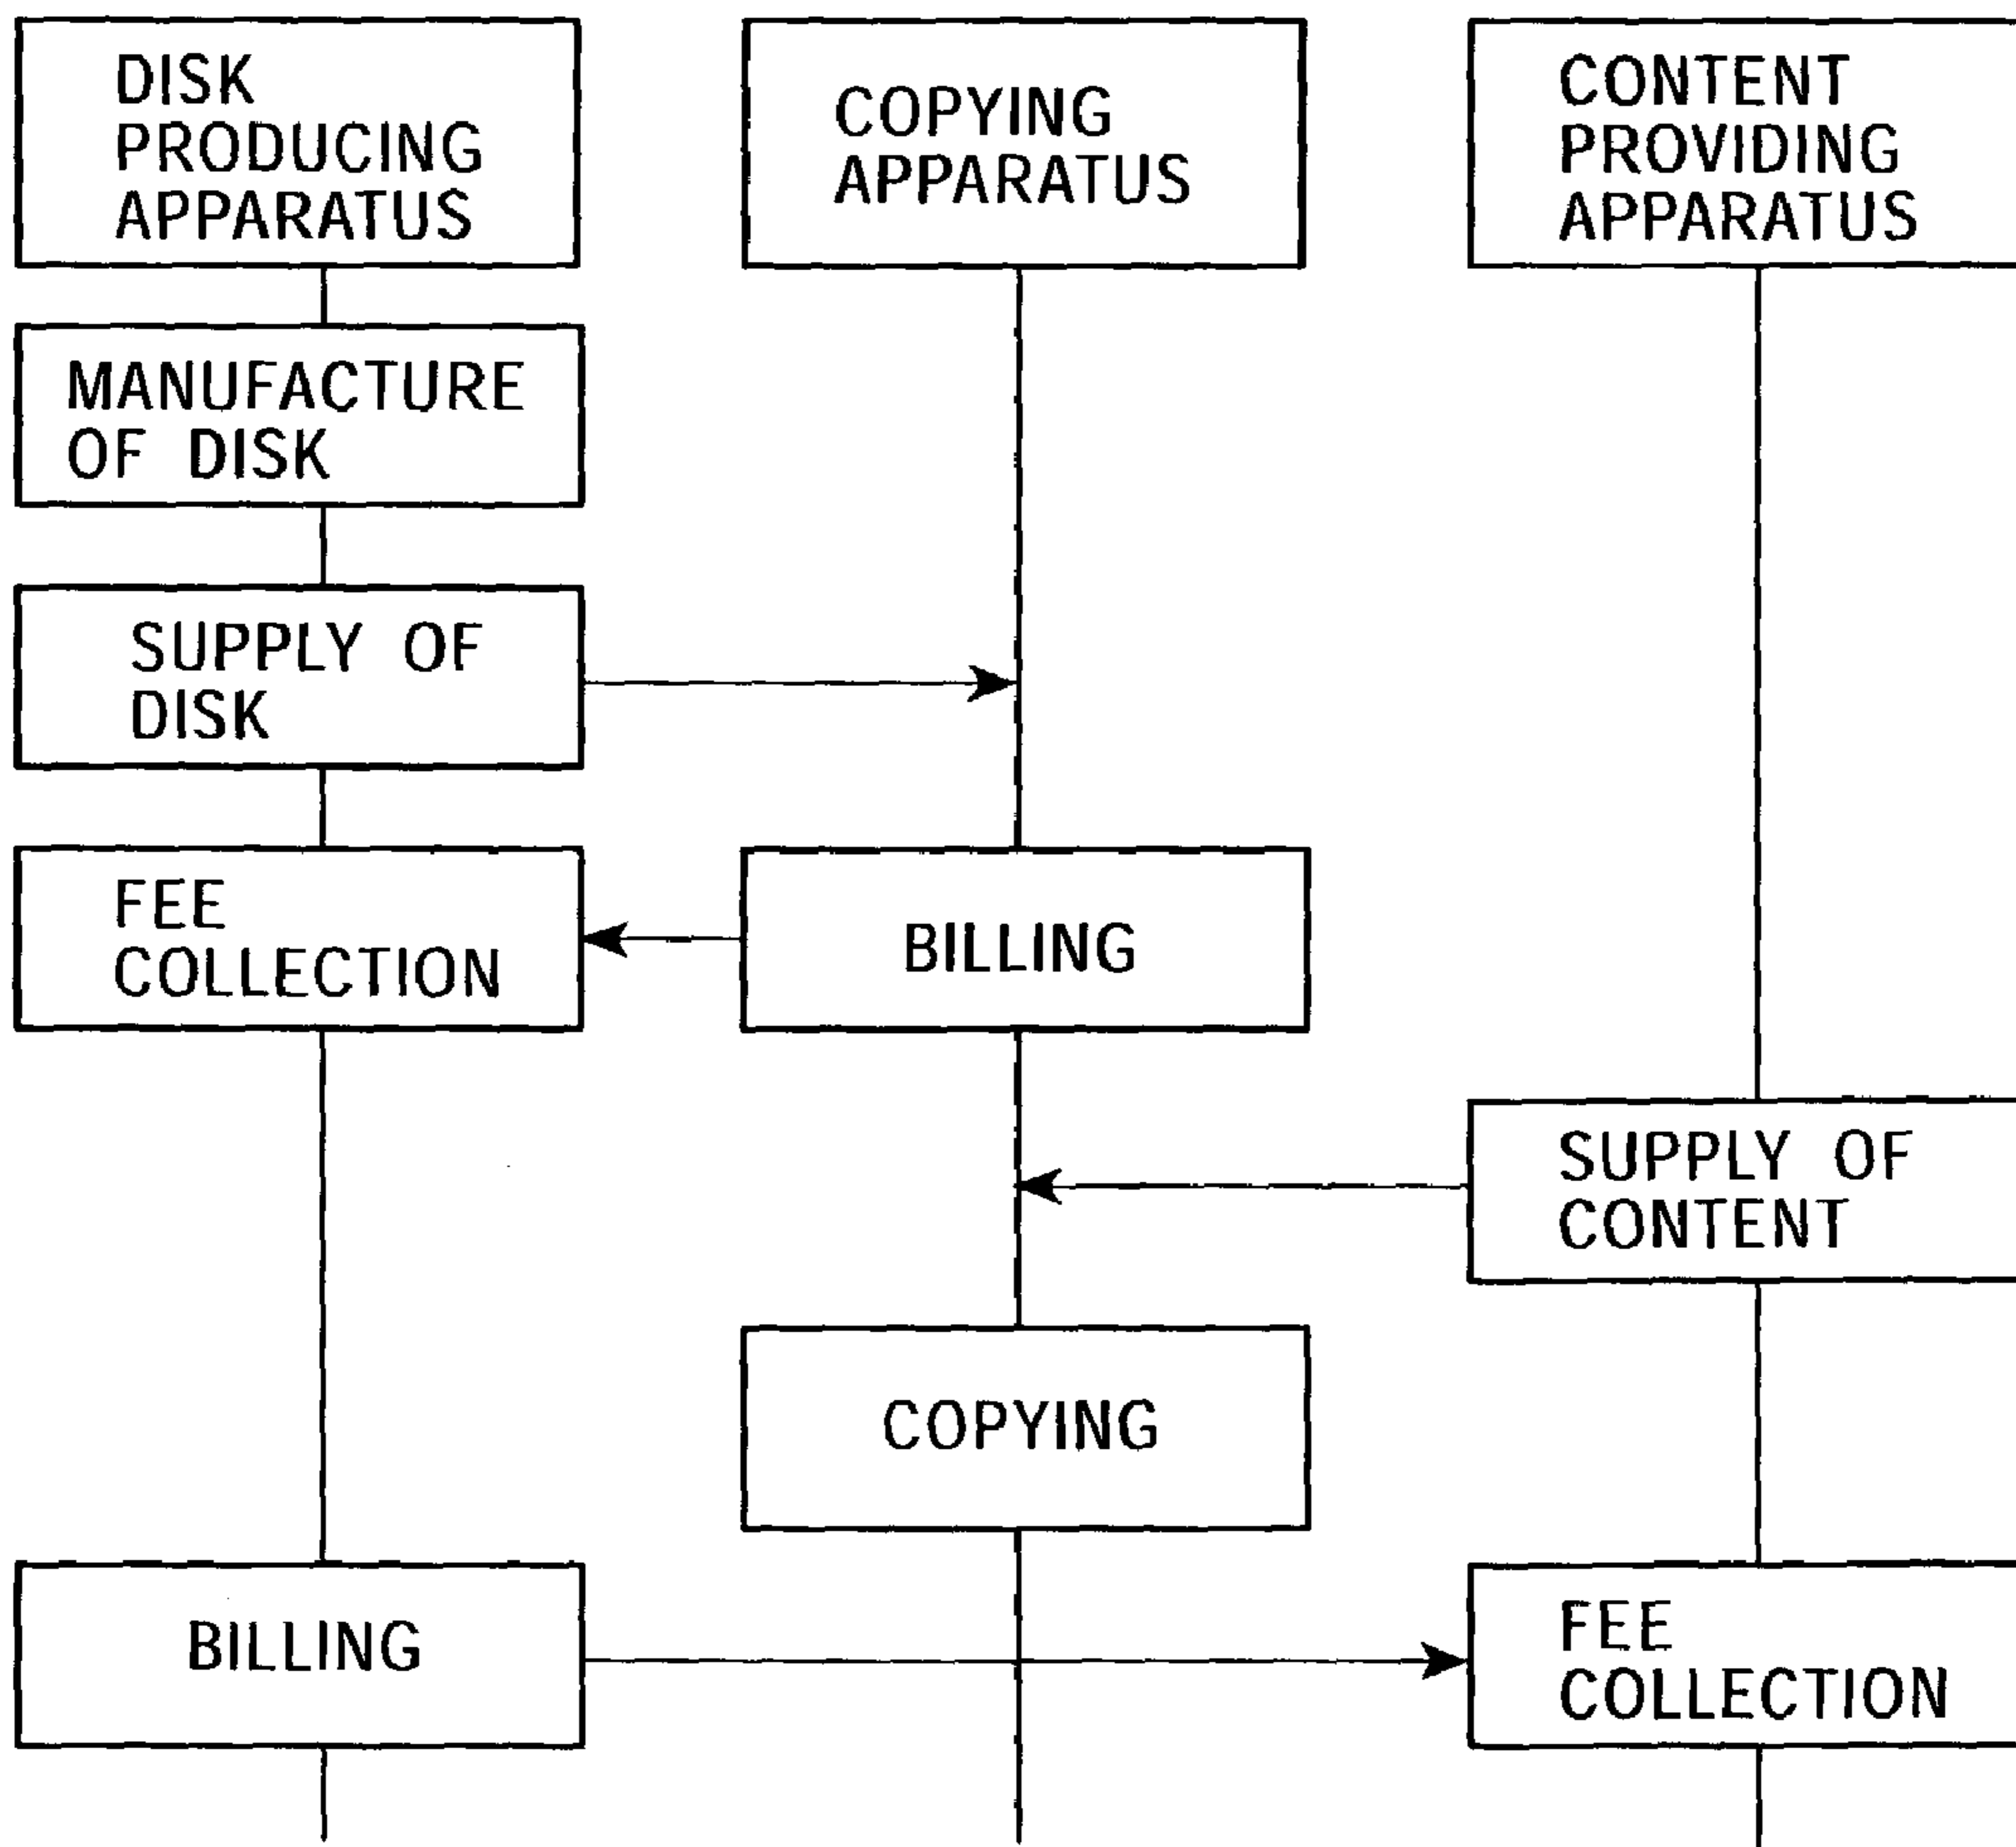 DISK
PRODUCING
APPARATUS
COPYING
APPARATUS
CONTENT
PROVIDING
APPARATUS
MANUFACTURE
OF DISK
SUPPLY OF
DISK
FEE
COLLECTION
BILLING
SUPPLY OF
CONTENT
COPYING
BILLING
FEE
COLLECTION